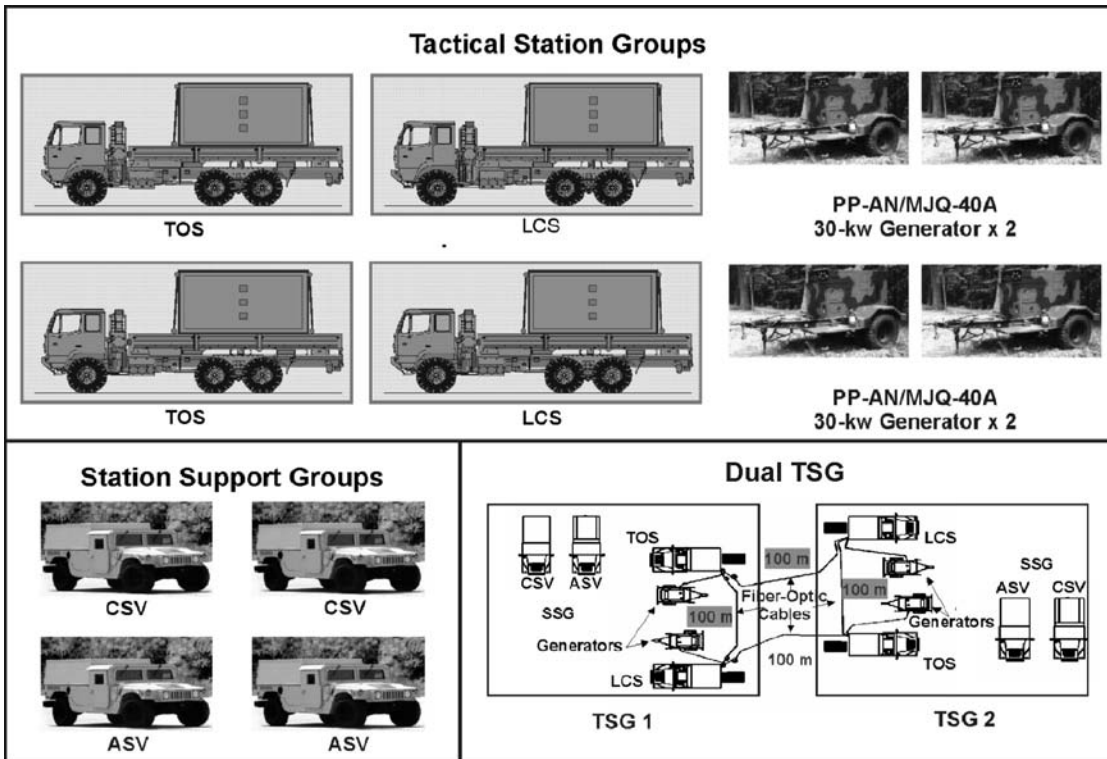 Tactical Station Groups
TOS
LCS
PP-AN/MJQ-40A
30-kw Generator x 2
TOS
LCS
PP-AN/MJQ-40A
30-kw Generator x 2
Station Support Groups
CSV
CSV
ASV
ASV
Dual TSG
TOS
CSV
ASV
SSG
Generators
LCS
100 m
100 m
Fiber-Optic
Cables
100 m
100 m
LCS
SSG
ASV
CSV
Generators
TOS
TSG 1
TSG 2